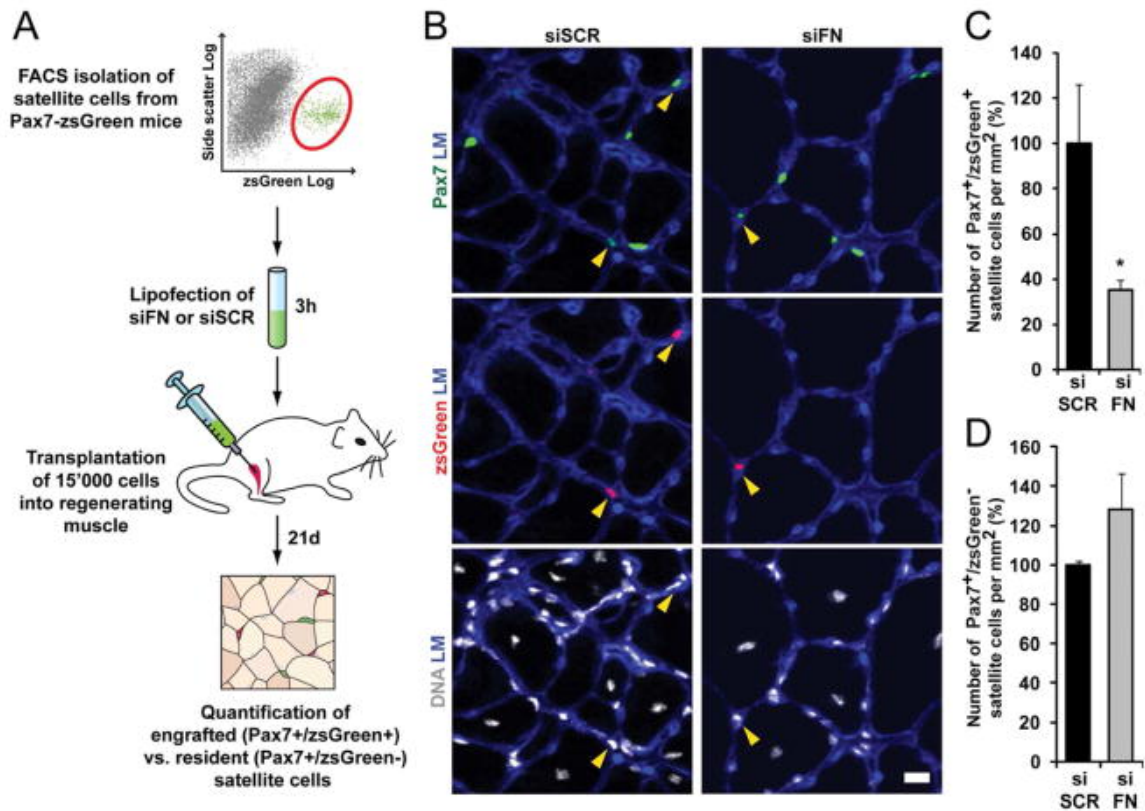 A
FACS isolation of
satellite cells from
Pax7-zsGreen mice
Side scatter Log
zsGreen Log
Lipofection of
siFN or siSCR
3h
Transplantation
of 15'000 cells
into regenerating
muscle
21d
Quantification of
engrafted (Pax7+/zsGreen+)
vs. resident (Pax7+/zsGreen-)
satellite cells
B
siSCR
siFN
Pax7 LM
zsGreen LM
DNA LM
C
Number of Pax7⁺/zsGreen⁺
satellite cells per mm² (%)
140
120
100
80
60
40
20
0
*
si
SCR
si
FN
D
Number of Pax7⁺/zsGreen⁻
satellite cells per mm² (%)
160
140
120
100
80
60
40
20
0
si
SCR
si
FN